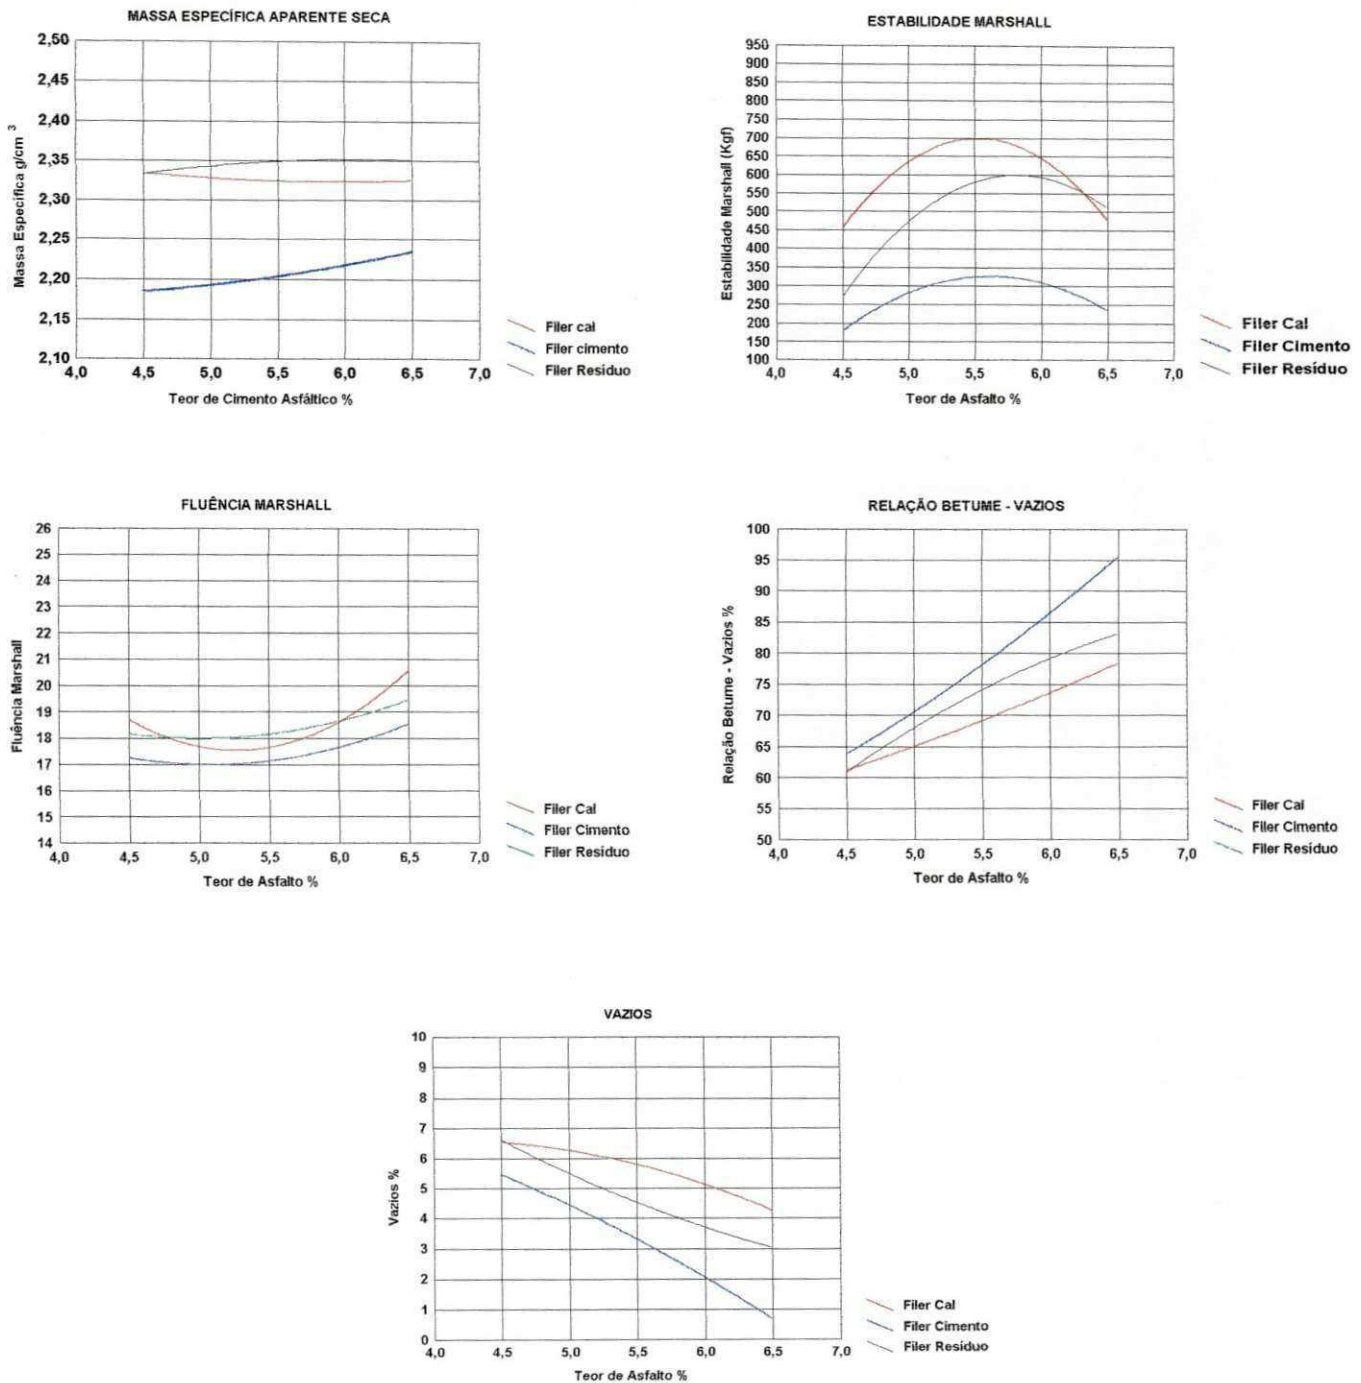 MASSA ESPECÍFICA APARENTE SECA
2,50
2,45
2,40
2,35
2,30
2,25
2,20
2,15
2,10
Massa Específica g/cm ³
4,0 4,5 5,0 5,5 6,0 6,5 7,0
Teor de Cimento Asfáltico %
Filer cal
Filer cimento
Filer Resíduo
ESTABILIDADE MARSHALL
950
900
850
800
750
700
650
600
550
500
450
400
350
300
250
200
150
100
Estabilidade Marshall (Kgf)
4,0 4,5 5,0 5,5 6,0 6,5 7,0
Teor de Asfalto %
Filer Cal
Filer Cimento
Filer Resíduo
FLUÊNCIA MARSHALL
26
25
24
23
22
21
20
19
18
17
16
15
14
Fluência Marshall
4,0 4,5 5,0 5,5 6,0 6,5 7,0
Teor de Asfalto %
Filer Cal
Filer Cimento
Filer Resíduo
RELAÇÃO BETUME - VAZIOS
100
95
90
85
80
75
70
65
60
55
50
Relação Betume - Vazios %
4,0 4,5 5,0 5,5 6,0 6,5 7,0
Teor de Asfalto %
Filer Cal
Filer Cimento
Filer Resíduo
VAZIOS
10
9
8
7
6
5
4
3
2
1
0
Vazios %
4,0 4,5 5,0 5,5 6,0 6,5 7,0
Teor de Asfalto %
Filer Cal
Filer Cimento
Filer Resíduo